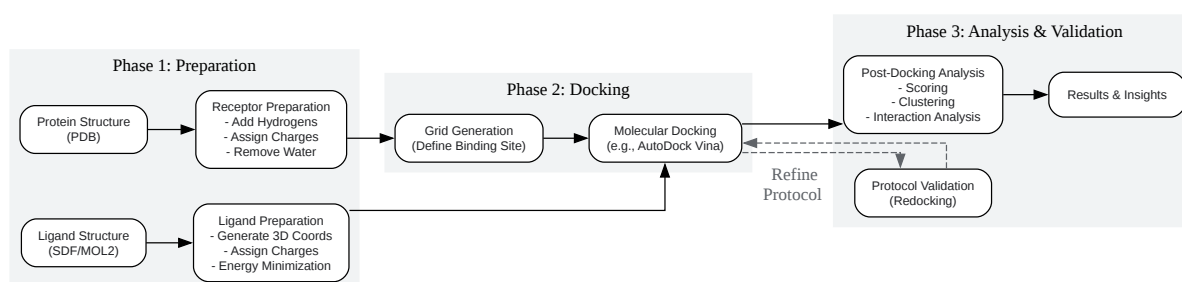 Phase 1: Preparation
Protein Structure
(PDB)
Receptor Preparation
- Add Hydrogens
- Assign Charges
- Remove Water
Ligand Structure
(SDF/MOL2)
Ligand Preparation
- Generate 3D Coords
- Assign Charges
- Energy Minimization
Phase 2: Docking
Grid Generation
(Define Binding Site)
Molecular Docking
(e.g., AutoDock Vina)
Refine
Protocol
Phase 3: Analysis & Validation
Post-Docking Analysis
- Scoring
- Clustering
- Interaction Analysis
Results & Insights
Protocol Validation
(Redocking)